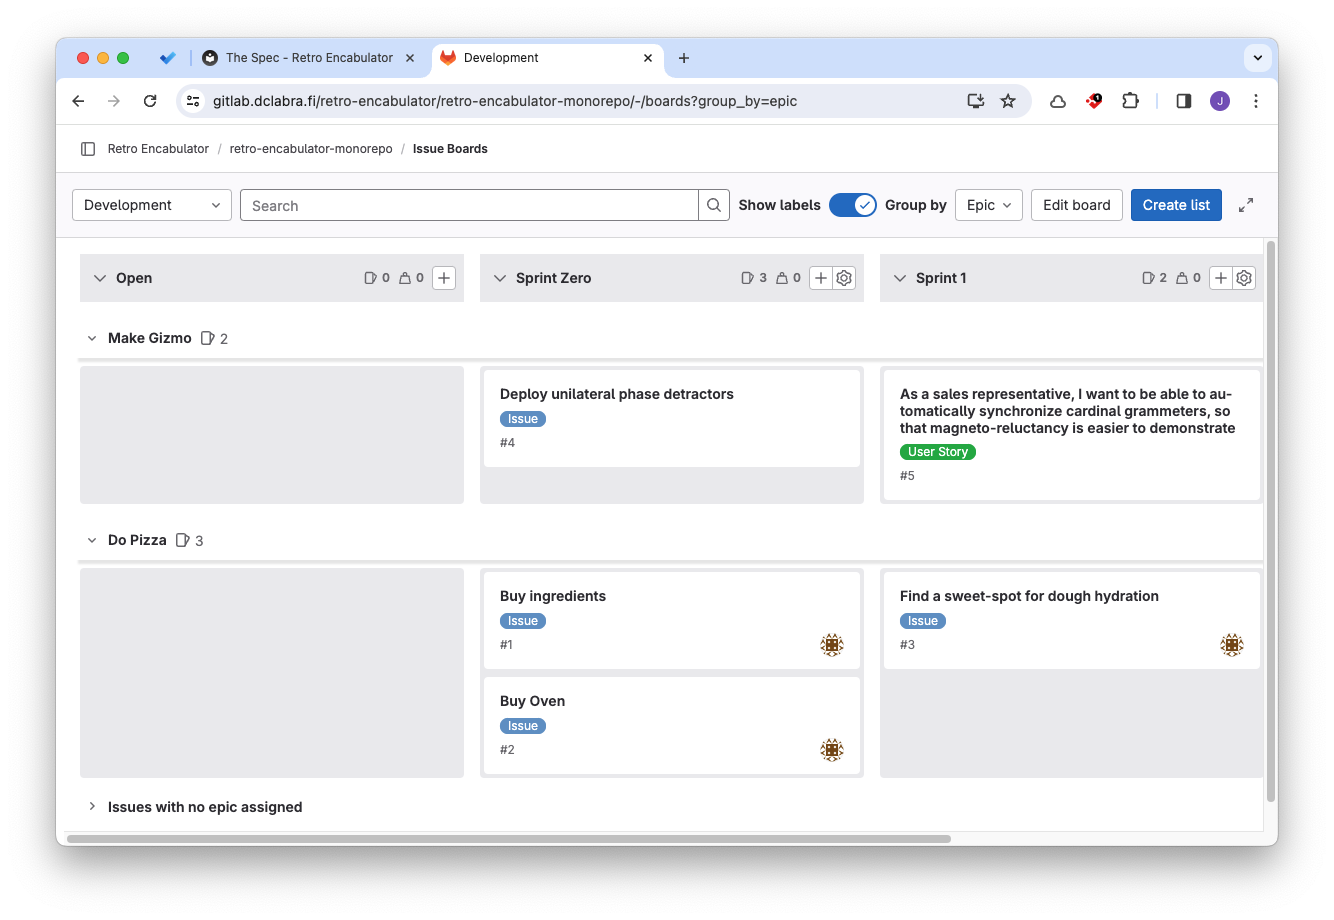 The Spec - Retro Encabulator
Development
gitlab.dclabra.fi/retro-encabulator/retro-encabulator-monorepo/-/boards?group_by=epic
1
J
Retro Encabulator / retro-encabulator-monorepo / Issue Boards
Development
Search
Show labels
Group by
Epic
Edit board
Create list
Open
0
0
Sprint Zero
3
0
Sprint 1
2
0
Make Gizmo
2
Deploy unilateral phase detractors
Issue
#4
As a sales representative, I want to be able to au-
tomatically synchronize cardinal grammeters, so
that magneto-reluctancy is easier to demonstrate
User Story
#5
Do Pizza
3
Buy ingredients
Issue
#1
Buy Oven
Issue
#2
Find a sweet-spot for dough hydration
Issue
#3
Issues with no epic assigned